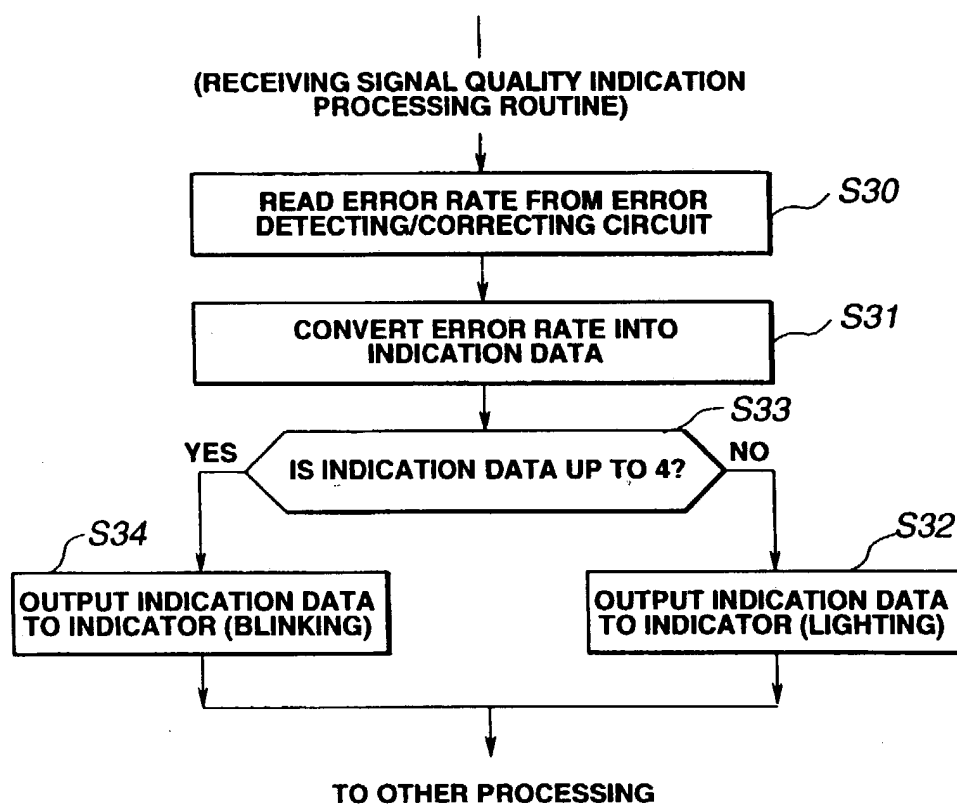 (RECEIVING SIGNAL QUALITY INDICATION
PROCESSING ROUTINE)
READ ERROR RATE FROM ERROR
DETECTING/CORRECTING CIRCUIT
S30
CONVERT ERROR RATE INTO
INDICATION DATA
S31
S33
YES
IS INDICATION DATA UP TO 4?
NO
S34
OUTPUT INDICATION DATA
TO INDICATOR (BLINKING)
S32
OUTPUT INDICATION DATA
TO INDICATOR (LIGHTING)
TO OTHER PROCESSING